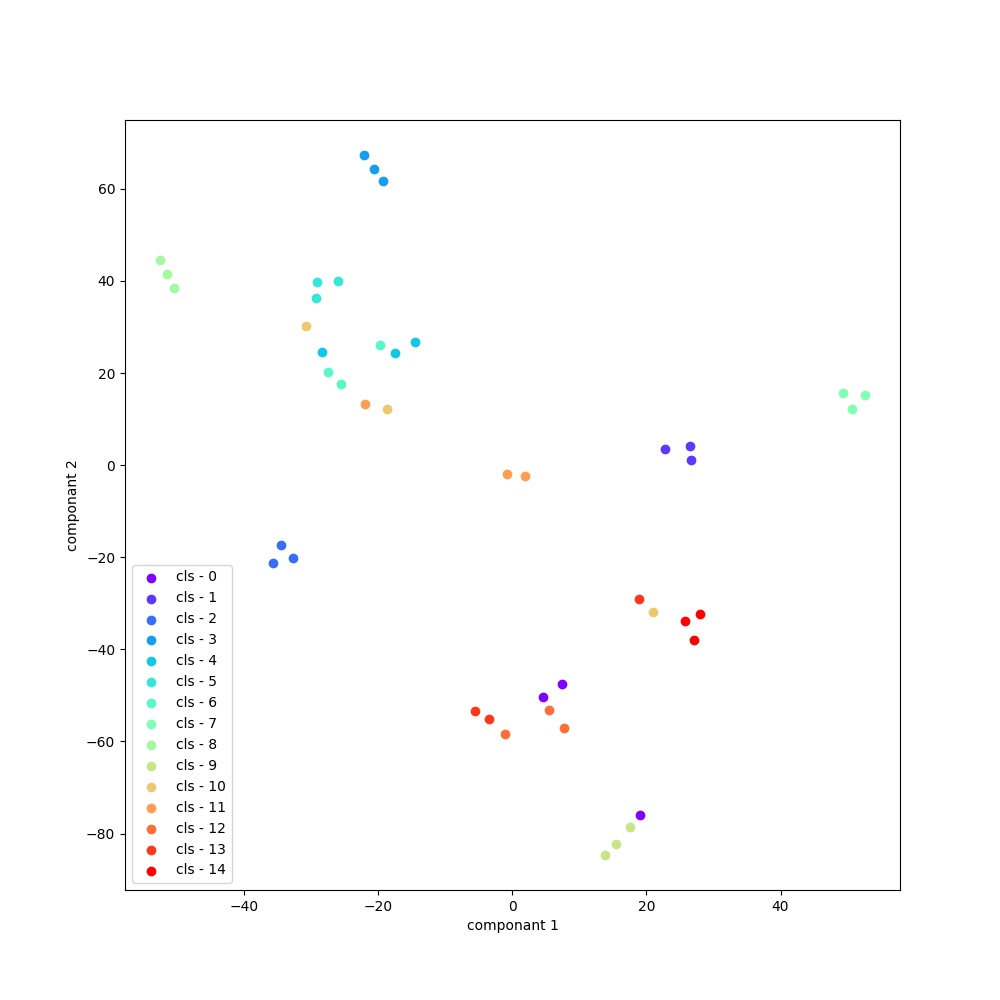 60
40
20
0
−20
−40
−60
−80
componant 2
cls - 0
cls - 1
cls - 2
cls - 3
cls - 4
cls - 5
cls - 6
cls - 7
cls - 8
cls - 9
cls - 10
cls - 11
cls - 12
cls - 13
cls - 14
−40 −20 0 20 40
componant 1